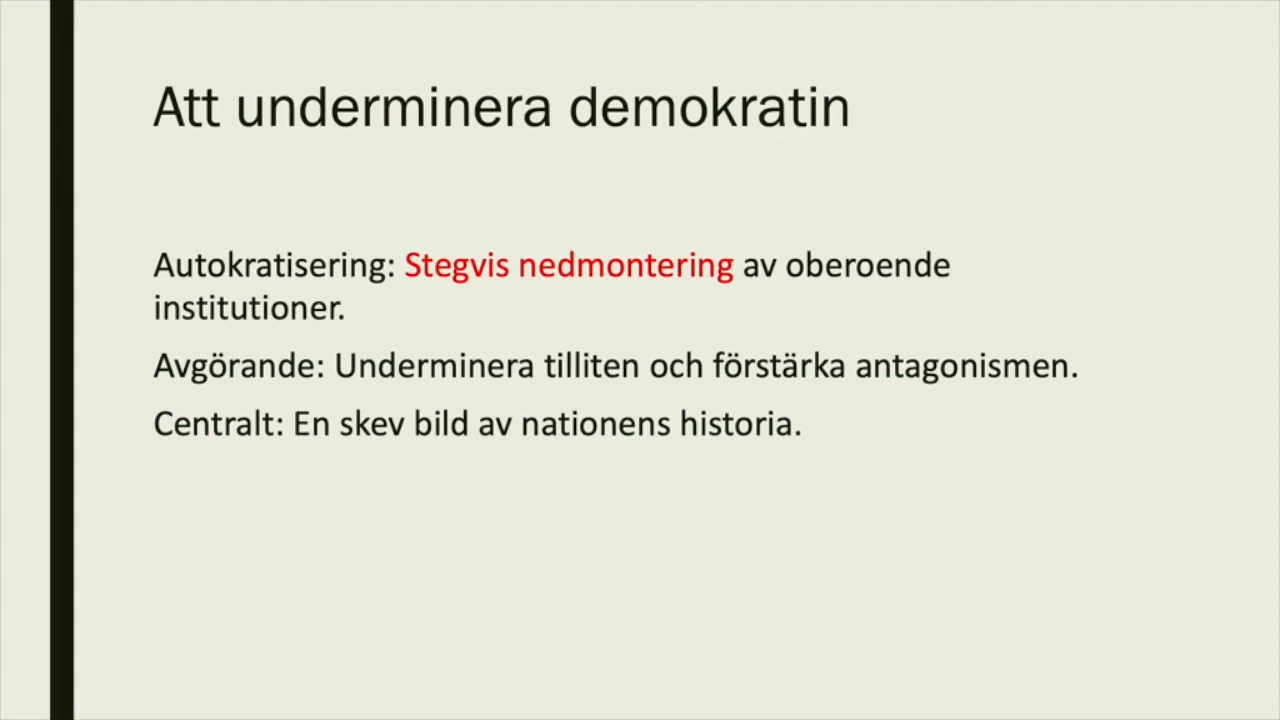 Att underminera demokratin
Autokratisering: Stegvis nedmontering av oberoende
institutioner.
Avgörande: Underminera tilliten och förstärka antagonismen.
Centralt: En skev bild av nationens historia.